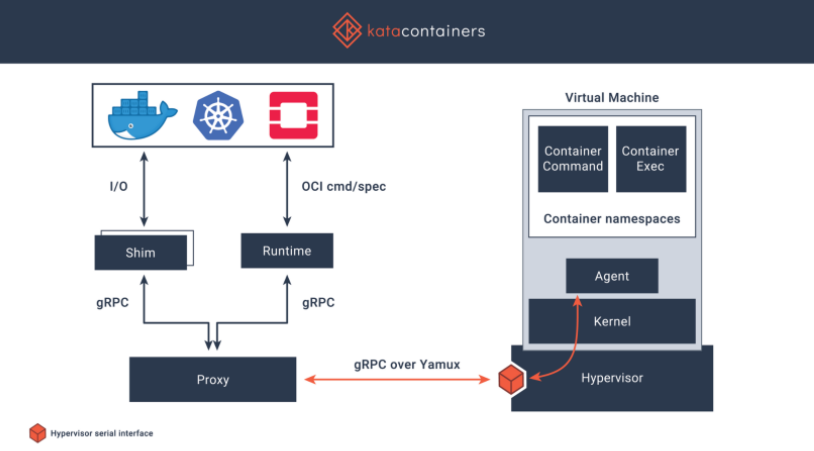 katacontainers
Virtual Machine
Container
Command
Container
Exec
Container namespaces
I/O
OCI cmd/spec
Shim
Runtime
Agent
gRPC
gRPC
Kernel
gRPC over Yamux
Proxy
Hypervisor
Hypervisor serial interface